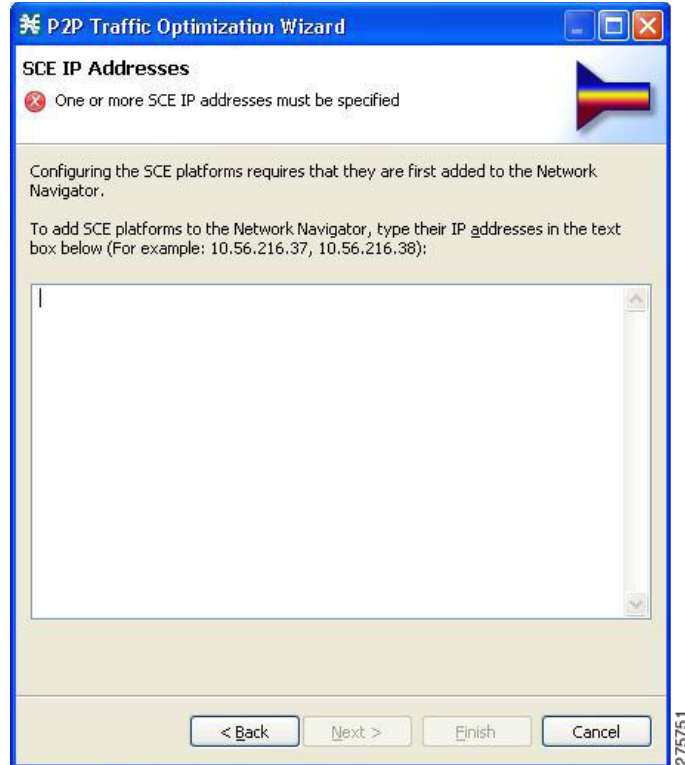 P2P Traffic Optimization Wizard
SCE IP Addresses
One or more SCE IP addresses must be specified
Configuring the SCE platforms requires that they are first added to the Network
Navigator.
To add SCE platforms to the Network Navigator, type their IP addresses in the text
box below (For example: 10.56.216.37, 10.56.216.38):
< Back
Next >
Finish
Cancel
275751